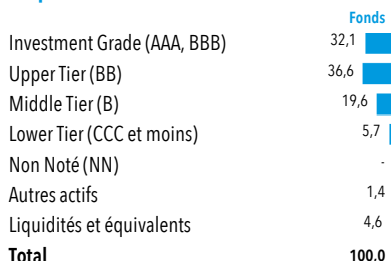 Fonds
Investment Grade (AAA, BBB) 32,1
Upper Tier (BB) 36,6
Middle Tier (B) 19,6
Lower Tier (CCC et moins) 5,7
Non Noté (NN) -
Autres actifs 1,4
Liquidités et équivalents 4,6
Total 100,0